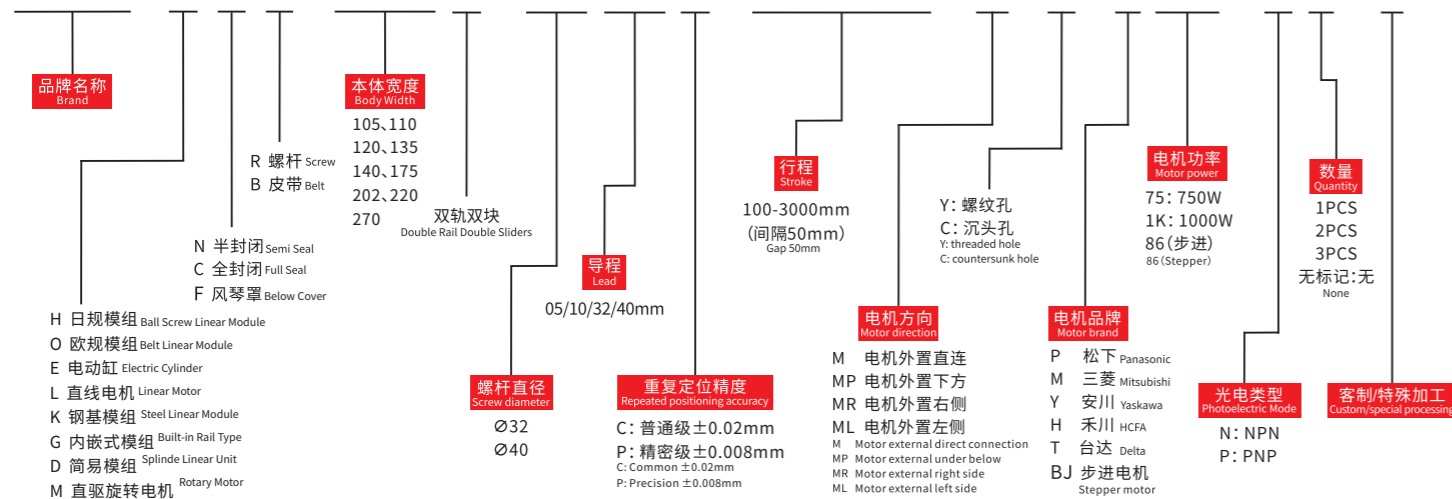 品牌名称
Brand
H 日规模组 Ball Screw Linear Module
O 欧规模组 Belt Linear Module
E 电动缸 Electric Cylinder
L 直线电机 Linear Motor
K 钢基模组 Steel Linear Module
G 内嵌式模组 Built-in Rail Type
D 简易模组 Splinde Linear Unit
M 直驱旋转电机 Rotary Motor
N 半封闭 Semi Seal
C 全封闭 Full Seal
F 风琴罩 Below Cover
R 螺杆 Screw
B 皮带 Belt
本体宽度
Body Width
105、110
120、135
140、175
202、220
270
双轨双块
Double Rail Double Sliders
螺杆直径
Screw diameter
Ø32
Ø40
导程
Lead
05/10/32/40mm
重复定位精度
Repeated positioning accuracy
C：普通级±0.02mm
P：精密级±0.008mm
C: Common ±0.02mm
P: Precision ±0.008mm
行程
Stroke
100-3000mm
（间隔50mm）
Gap 50mm
电机方向
Motor direction
M 电机外置直连
MP 电机外置下方
MR 电机外置右侧
ML 电机外置左侧
M Motor external direct connection
MP Motor external under below
MR Motor external right side
ML Motor external left side
Y：螺纹孔
C：沉头孔
Y: threaded hole
C: countersunk hole
电机品牌
Motor brand
P 松下 Panasonic
M 三菱 Mitsubishi
Y 安川 Yaskawa
H 禾川 HCFA
T 台达 Delta
BJ 步进电机
Stepper motor
电机功率
Motor power
75：750W
1K：1000W
86（步进）
86（Stepper）
光电类型
Photoelectric Mode
N：NPN
P：PNP
数量
Quantity
1PCS
2PCS
3PCS
无标记：无
None
客制/特殊加工
Custom/special processing